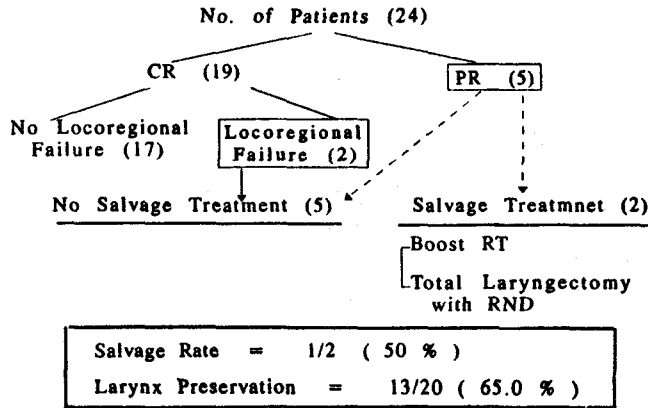 No. of Patients (24)
CR (19)
PR (5)
No Locoregional
Failure (17)
Locoregional
Failure (2)
No Salvage Treatment (5)
Salvage Treatmnet (2)
Boost RT
Total Laryngectomy
with RND
Salvage Rate = 1/2 ( 50 % )
Larynx Preservation = 13/20 ( 65.0 % )